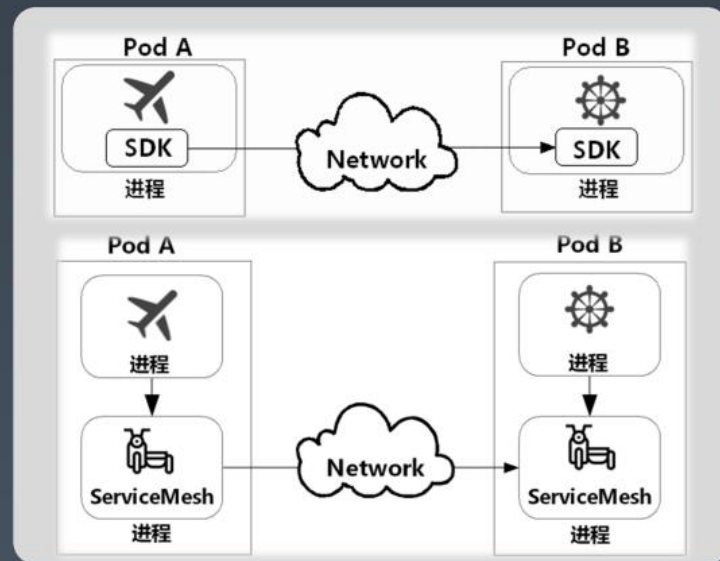 Pod A
Pod B
SDK
Network
SDK
进程
进程
Pod A
Pod B
进程
进程
Network
ServiceMesh
ServiceMesh
进程
进程